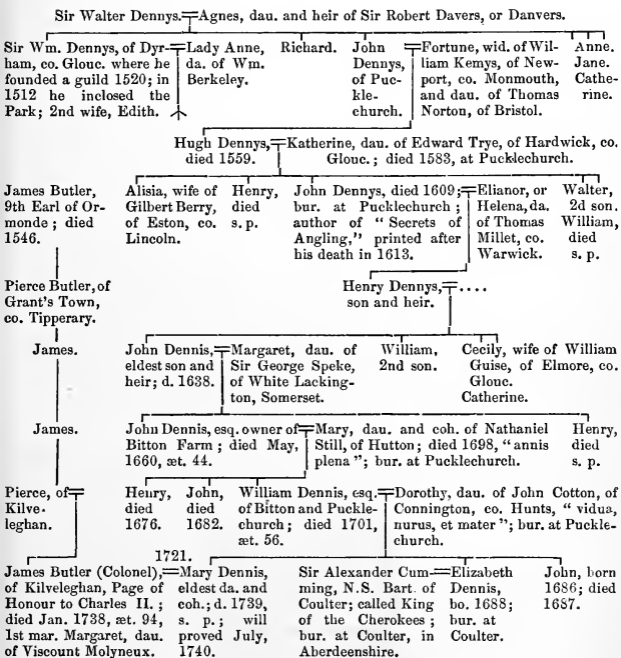 Sir Walter Dennys.=Agnes, dau. and heir of Sir Robert Davers, or Danvers.
Sir Wm. Dennys, of Dyr-
ham, co. Glouc. where he
founded a guild 1520; in
1512 he inclosed the
Park; 2nd wife, Edith.
=Lady Anne,
da. of Wm.
Berkeley.
Richard.
John
Dennys,
of Puc-
kle-
church.
=Fortune, wid. of Wil-
liam Kemys, of New-
port, co. Monmouth,
and dau. of Thomas
Norton, of Bristol.
Anne.
Jane.
Cathe-
rine.
Hugh Dennys,
died 1559.
=Katherine, dau. of Edward Trye, of Hardwick, co.
Glouc.; died 1583, at Pucklechurch.
James Butler,
9th Earl of Or-
monde; died
1546.
Alisia, wife of
Gilbert Berry,
of Eston, co.
Lincoln.
Henry,
died
s. p.
John Dennys, died 1609;
bur. at Pucklechurch;
author of "Secrets of
Angling," printed after
his death in 1613.
=Elianor, or
Helena, da.
of Thomas
Millet, co.
Warwick.
Walter,
2d son.
William,
died
s. p.
Pierce Butler, of
Grant's Town,
co. Tipperary.
Henry Dennys,=....
son and heir.
James.
John Dennis,
eldest son and
heir; d. 1638.
=Margaret, dau. of
Sir George Speke,
of White Lacking-
ton, Somerset.
William,
2nd son.
Cecily, wife of William
Guise, of Elmore, co.
Glouc.
Catherine.
James.
John Dennis, esq. owner of
Bitton Farm; died May,
1660, æt. 44.
=Mary, dau. and coh. of Nathaniel
Still, of Hutton; died 1698, "annis
plena"; bur. at Pucklechurch.
Henry,
died
s. p.
Pierce, of=
Kilve-
leghan.
Henry,
died
1676.
John,
died
1682.
William Dennis, esq.
of Bitton and Puckle-
church; died 1701,
æt. 56.
=Dorothy, dau. of John Cotton, of
Connington, co. Hunts, "vidua,
nurus, et mater"; bur. at Puckle-
church.
1721.
James Butler (Colonel),
of Kilveleghan, Page of
Honour to Charles II.;
died Jan. 1738, æt. 94,
1st mar. Margaret, dau.
of Viscount Molyneux.
=Mary Dennis,
eldest da. and
coh.; d. 1739,
s. p.; will
proved July,
1740.
Sir Alexander Cum-
ming, N.S. Bart. of
Coulter; called King
of the Cherokees;
bur. at Coulter, in
Aberdeenshire.
=Elizabeth
Dennis,
bo. 1688;
bur. at
Coulter.
John, born
1686; died
1687.